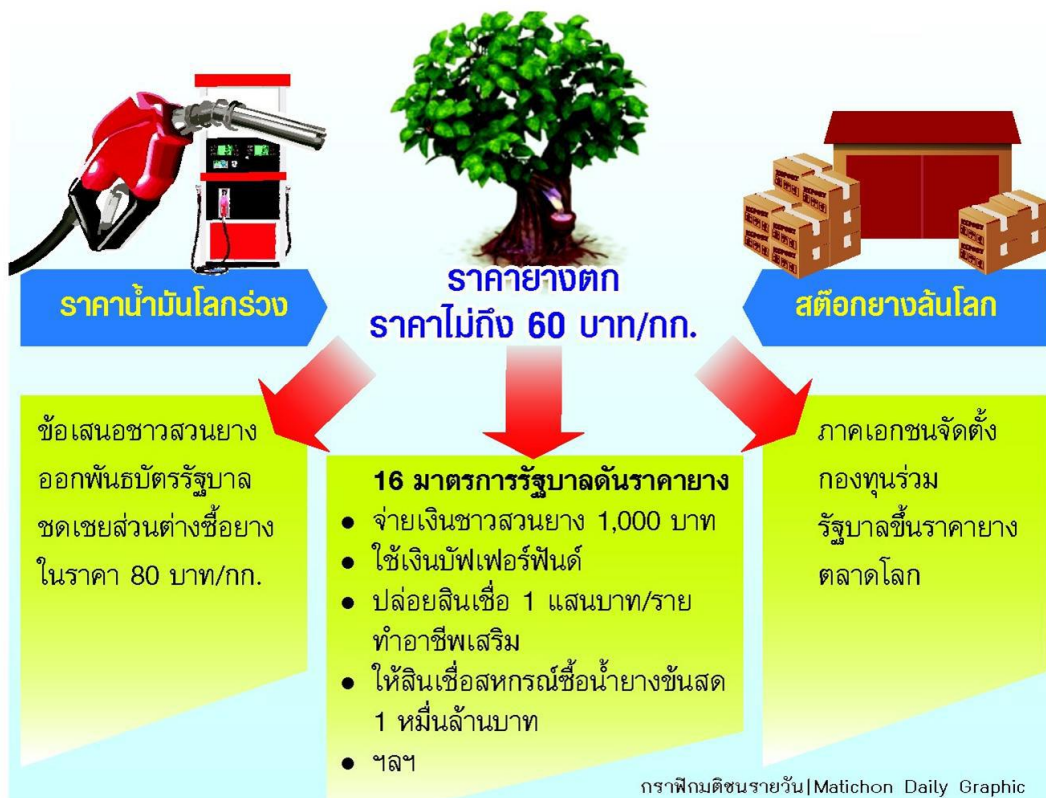 ราคาน้ำมันโลกร่วง
ราคายางตก
ราคาไม่ถึง 60 บาท/กก.
สต๊อกยางล้นโลก
ข้อเสนอชาวสวนยาง
ออกพันธบัตรรัฐบาล
ชดเชยส่วนต่างซื้อยาง
ในราคา 80 บาท/กก.
16 มาตรการรัฐบาลดันราคายาง
● จ่ายเงินชาวสวนยาง 1,000 บาท
● ใช้เงินบัฟเฟอร์ฟันด์
● ปล่อยสินเชื่อ 1 แสนบาท/ราย
ทำอาชีพเสริม
● ให้สินเชื่อสหกรณ์ซื้อน้ำยางข้นสด
1 หมื่นล้านบาท
● ฯลฯ
ภาคเอกชนจัดตั้ง
กองทุนร่วม
รัฐบาลขึ้นราคายาง
ตลาดโลก
กราฟิกมติชนรายวัน|Matichon Daily Graphic